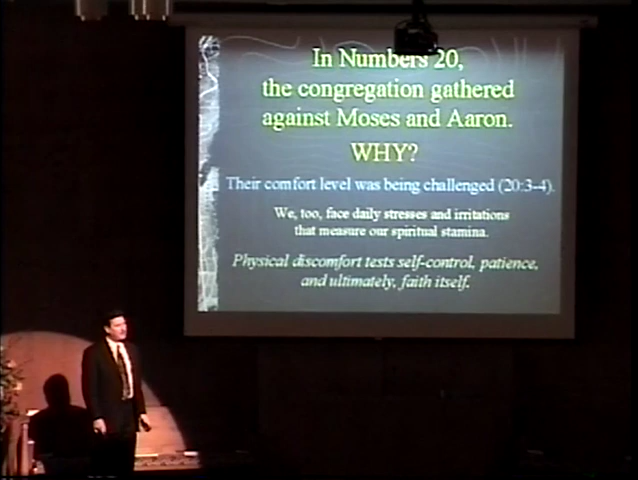 In Numbers 20,
the congregation gathered
against Moses and Aaron.
WHY?
Their comfort level was being challenged (20:3-4).
We, too, face daily stresses and irritations
that measure our spiritual stamina.
Physical discomfort tests self-control, patience,
and ultimately, faith itself.